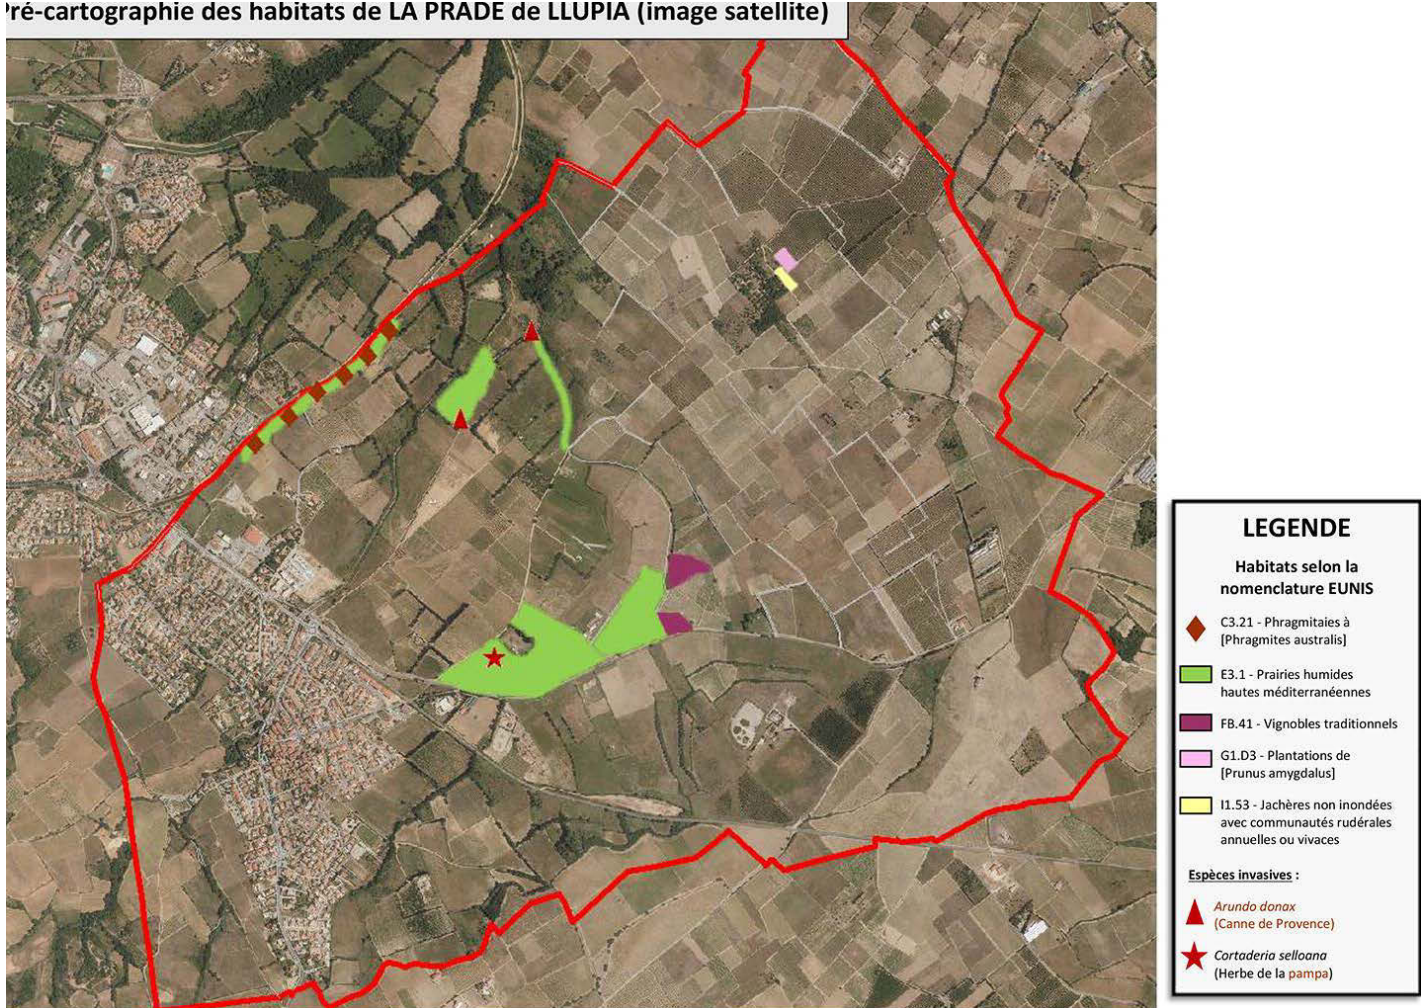 Pré-cartographie des habitats de LA PRADE de LLUPIA (image satellite)
LEGENDE
Habitats selon la
nomenclature EUNIS
C3.21 - Phragmitaies à
[Phragmites australis]
E3.1 - Prairies humides
hautes méditerranéennes
FB.41 - Vignobles traditionnels
G1.D3 - Plantations de
[Prunus amygdalus]
I1.53 - Jachères non inondées
avec communautés rudérales
annuelles ou vivaces
Espèces invasives :
Arundo donax
(Canne de Provence)
Cortaderia selloana
(Herbe de la pampa)